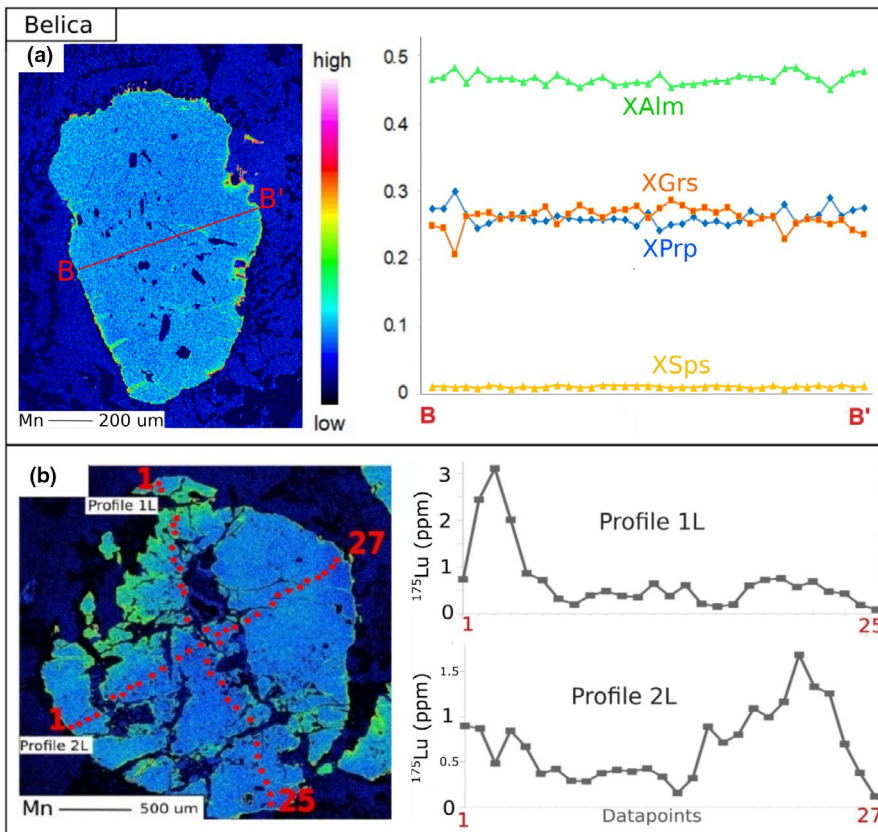 Belica
(a)
high
low
B
B'
Mn
200 um
0.5
0.4
0.3
0.2
0.1
0
XAlm
XGrs
XPrp
XSps
B
B'
(b)
1
Profile 1L
27
1
Profile 2L
25
Mn
500 um
3
2
1
0
¹⁷⁵Lu (ppm)
Profile 1L
1
25
1.5
1
0.5
0
¹⁷⁵Lu (ppm)
Profile 2L
1
Datapoints
27